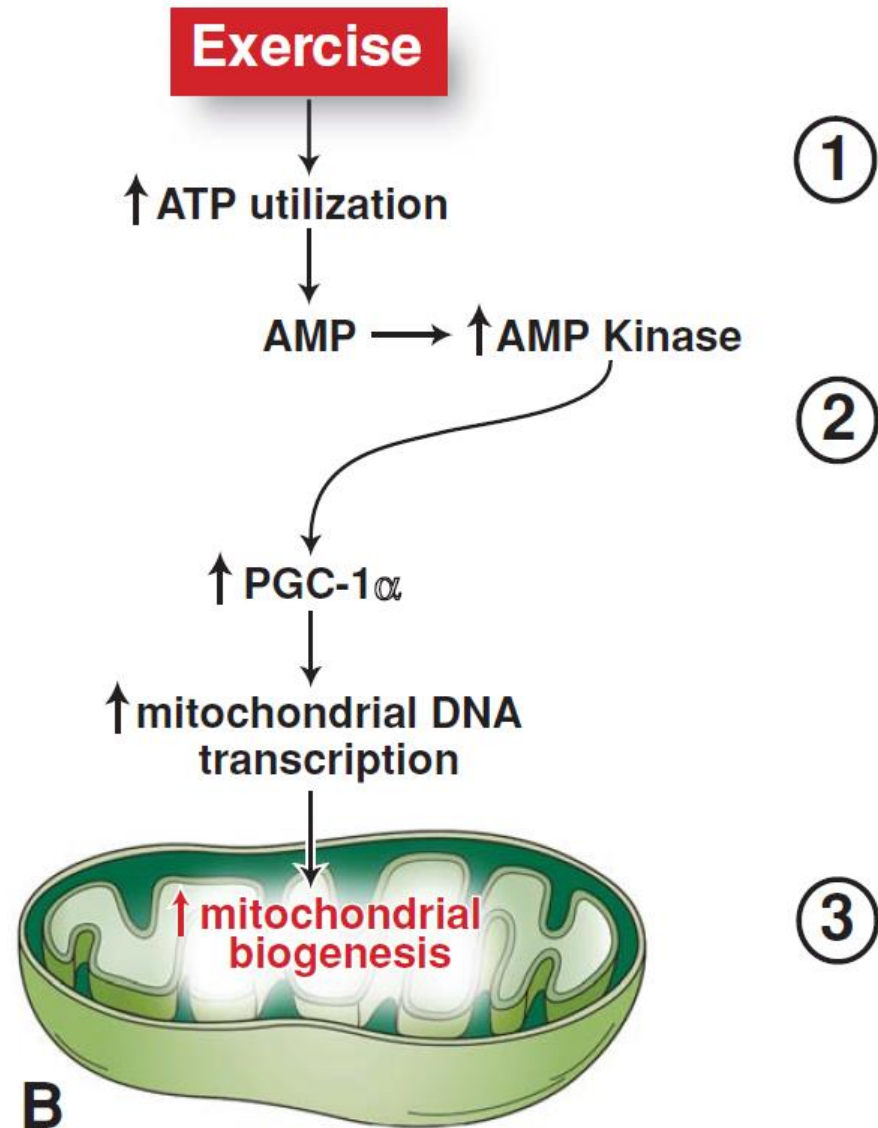 Exercise
①
↑ ATP utilization
AMP → ↑ AMP Kinase
②
↑ PGC-1α
↑ mitochondrial DNA
transcription
↑ mitochondrial
biogenesis
③
B